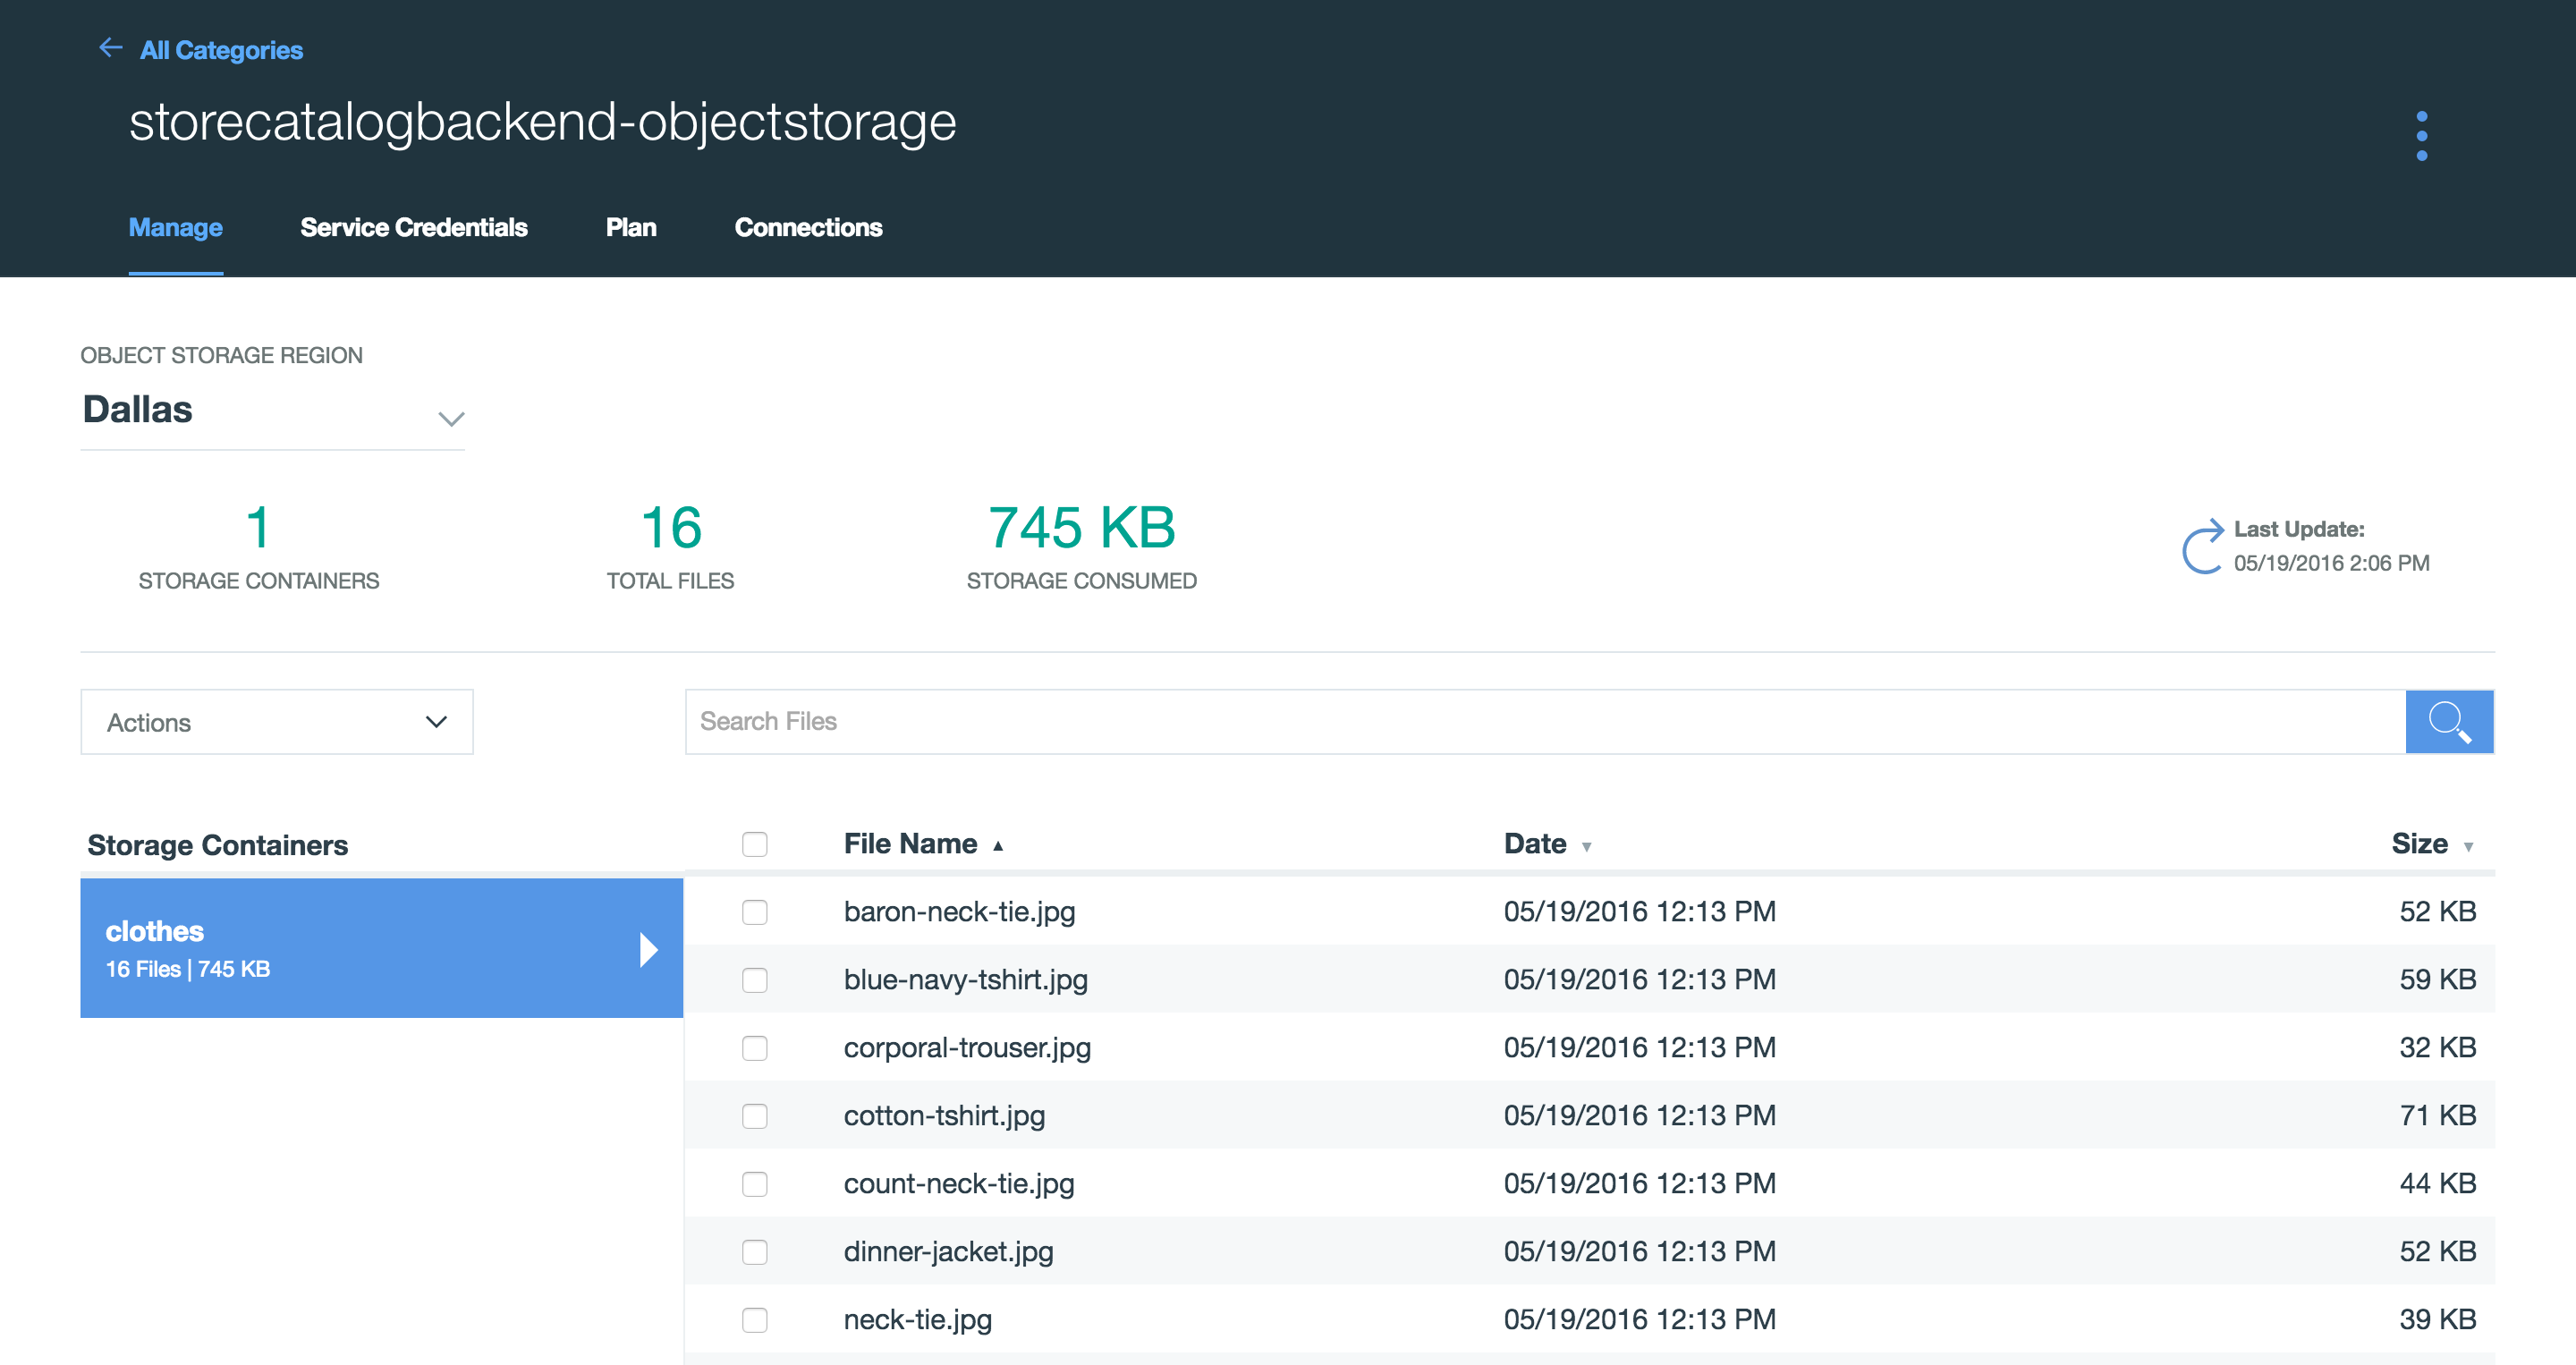 All Categories
storecatalogbackend-objectstorage
Manage Service Credentials Plan Connections
OBJECT STORAGE REGION
Dallas
1 16 745 KB
STORAGE CONTAINERS TOTAL FILES STORAGE CONSUMED
Last Update:
05/19/2016 2:06 PM
Actions
Search Files
Storage Containers
clothes
16 Files | 745 KB
File Name Date Size
baron-neck-tie.jpg 05/19/2016 12:13 PM 52 KB
blue-navy-tshirt.jpg 05/19/2016 12:13 PM 59 KB
corporal-trouser.jpg 05/19/2016 12:13 PM 32 KB
cotton-tshirt.jpg 05/19/2016 12:13 PM 71 KB
count-neck-tie.jpg 05/19/2016 12:13 PM 44 KB
dinner-jacket.jpg 05/19/2016 12:13 PM 52 KB
neck-tie.jpg 05/19/2016 12:13 PM 39 KB